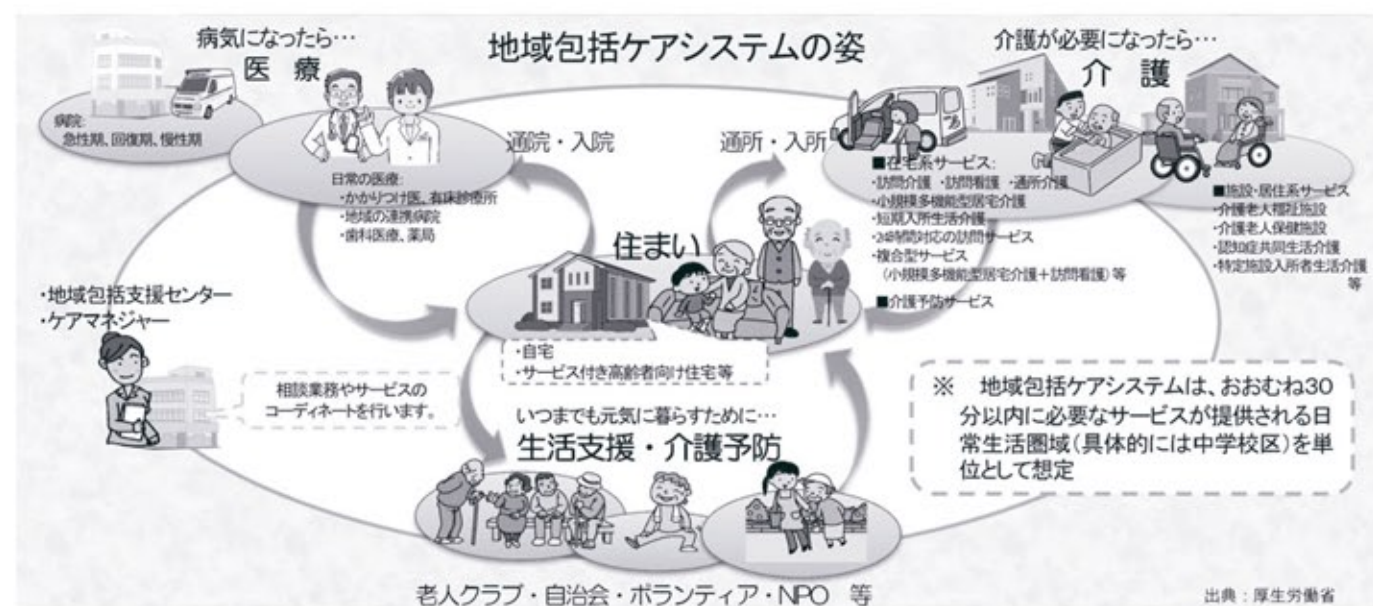 地域包括ケアシステムの姿
病気になったら…
医療
病院:
急性期、回復期、慢性期
日常の医療:
・かかりつけ医、有床診療所
・地域の連携病院
・歯科医療、薬局
通院・入院
通所・入所
介護が必要になったら…
介護
■在宅系サービス:
・訪問介護 ・訪問看護 ・通所介護
・小規模多機能型居宅介護
・短期入所生活介護
・24時間対応の訪問サービス
・複合型サービス
(小規模多機能型居宅介護+訪問看護)等
■介護予防サービス
■施設・居住系サービス
・介護老人福祉施設
・介護老人保健施設
・認知症共同生活介護
・特定施設入所者生活介護
等
住まい
・自宅
・サービス付き高齢者向け住宅等
・地域包括支援センター
・ケアマネジャー
相談業務やサービスの
コーディネートを行います。
いつまでも元気に暮らすために…
生活支援・介護予防
老人クラブ・自治会・ボランティア・NPO 等
※ 地域包括ケアシステムは、おおむね30
分以内に必要なサービスが提供される日
常生活圏域(具体的には中学校区)を単
位として想定
出典:厚生労働省